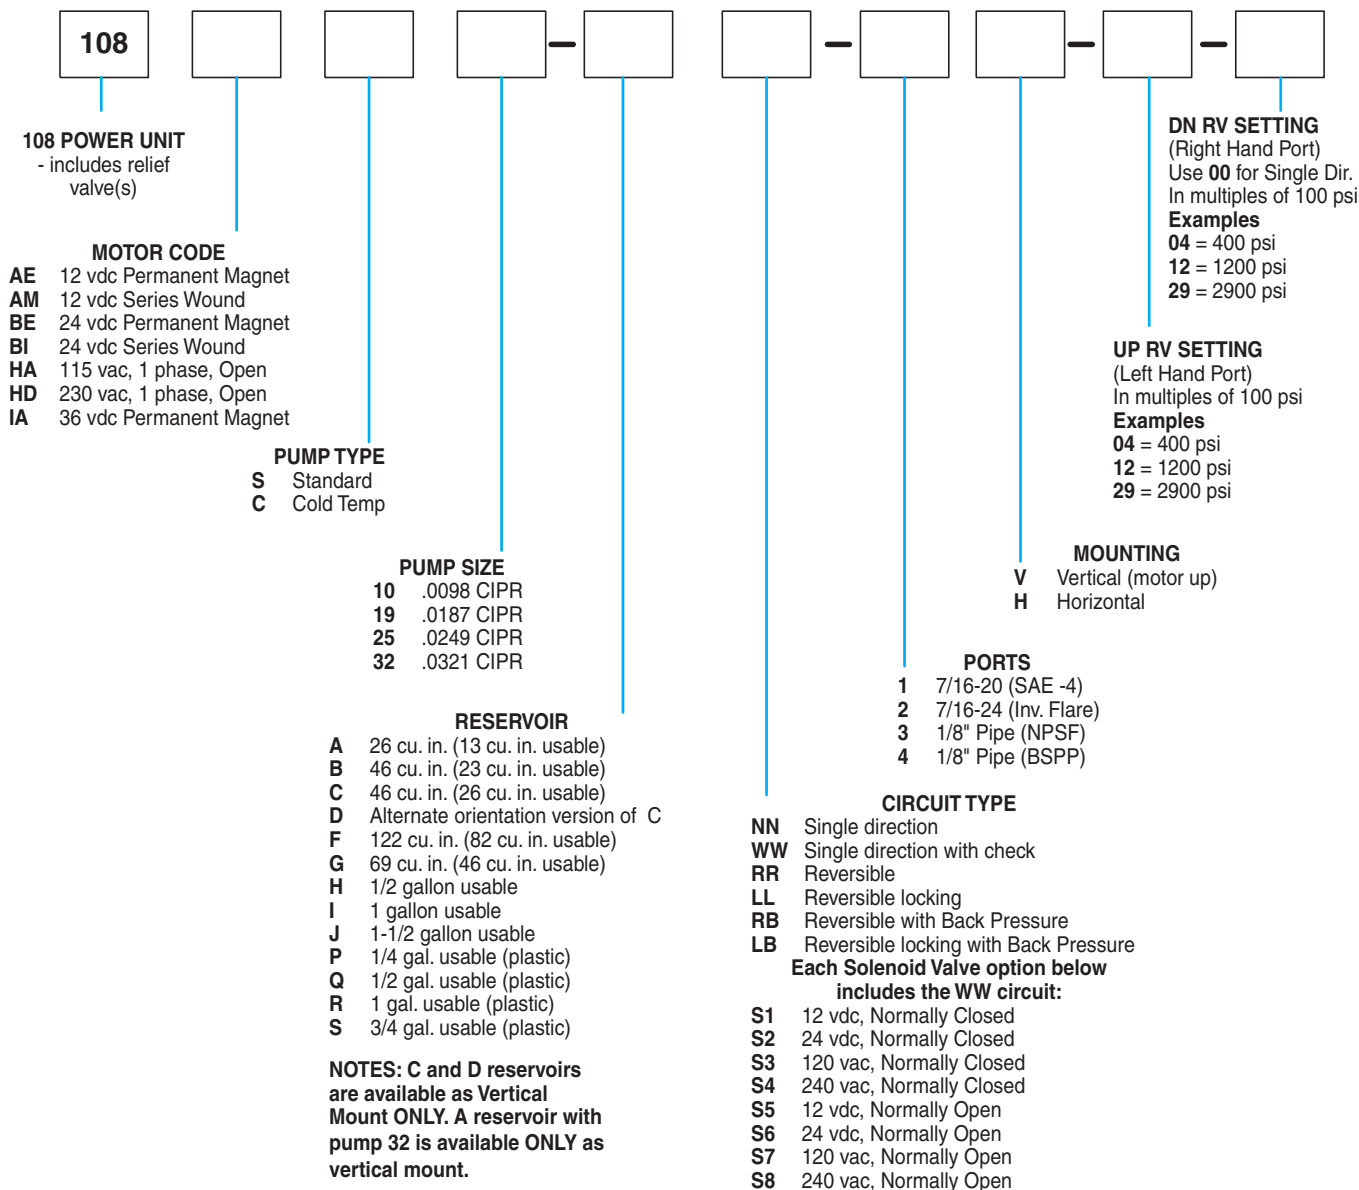 108
108 POWER UNIT
- includes relief
valve(s)
MOTOR CODE
AE 12 vdc Permanent Magnet
AM 12 vdc Series Wound
BE 24 vdc Permanent Magnet
BI 24 vdc Series Wound
HA 115 vac, 1 phase, Open
HD 230 vac, 1 phase, Open
IA 36 vdc Permanent Magnet
PUMP TYPE
S Standard
C Cold Temp
PUMP SIZE
10 .0098 CIPR
19 .0187 CIPR
25 .0249 CIPR
32 .0321 CIPR
RESERVOIR
A 26 cu. in. (13 cu. in. usable)
B 46 cu. in. (23 cu. in. usable)
C 46 cu. in. (26 cu. in. usable)
D Alternate orientation version of C
F 122 cu. in. (82 cu. in. usable)
G 69 cu. in. (46 cu. in. usable)
H 1/2 gallon usable
I 1 gallon usable
J 1-1/2 gallon usable
P 1/4 gal. usable (plastic)
Q 1/2 gal. usable (plastic)
R 1 gal. usable (plastic)
S 3/4 gal. usable (plastic)
NOTES: C and D reservoirs
are available as Vertical
Mount ONLY. A reservoir with
pump 32 is available ONLY as
vertical mount.
CIRCUIT TYPE
NN Single direction
WW Single direction with check
RR Reversible
LL Reversible locking
RB Reversible with Back Pressure
LB Reversible locking with Back Pressure
Each Solenoid Valve option below
includes the WW circuit:
S1 12 vdc, Normally Closed
S2 24 vdc, Normally Closed
S3 120 vac, Normally Closed
S4 240 vac, Normally Closed
S5 12 vdc, Normally Open
S6 24 vdc, Normally Open
S7 120 vac, Normally Open
S8 240 vac, Normally Open
PORTS
1 7/16-20 (SAE -4)
2 7/16-24 (Inv. Flare)
3 1/8" Pipe (NPSF)
4 1/8" Pipe (BSPP)
MOUNTING
V Vertical (motor up)
H Horizontal
UP RV SETTING
(Left Hand Port)
In multiples of 100 psi
Examples
04 = 400 psi
12 = 1200 psi
29 = 2900 psi
DN RV SETTING
(Right Hand Port)
Use 00 for Single Dir.
In multiples of 100 psi
Examples
04 = 400 psi
12 = 1200 psi
29 = 2900 psi